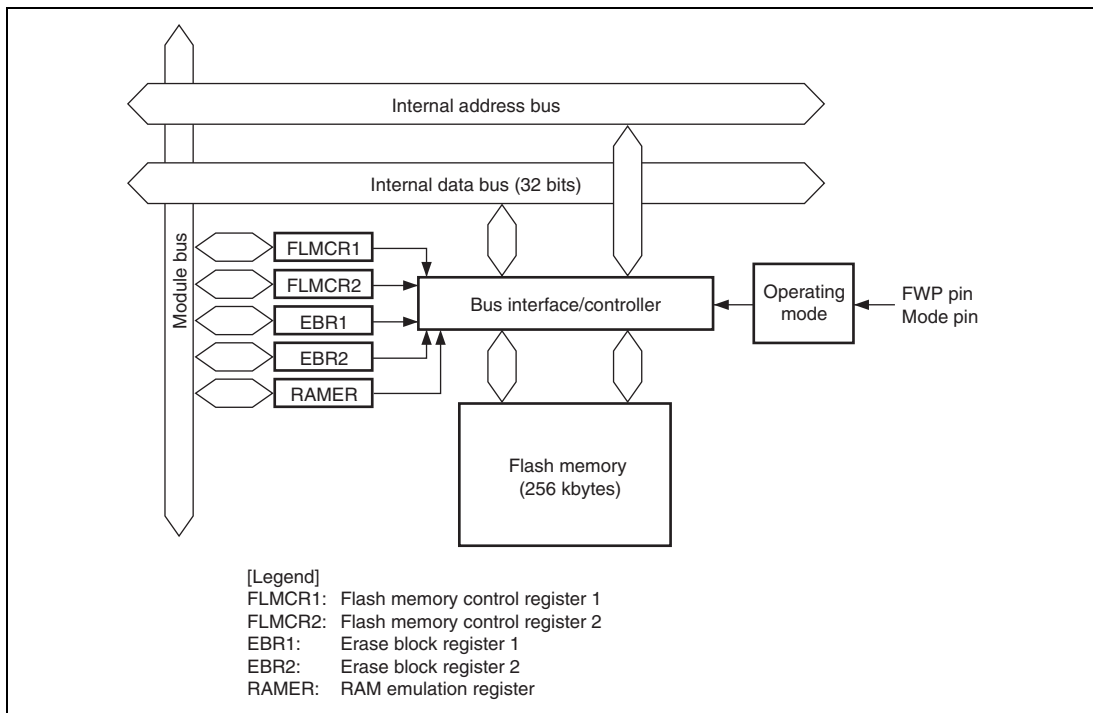 Internal address bus
Internal data bus (32 bits)
Module bus
FLMCR1
FLMCR2
EBR1
EBR2
RAMER
Bus interface/controller
Operating
mode
FWP pin
Mode pin
Flash memory
(256 kbytes)
[Legend]
FLMCR1: Flash memory control register 1
FLMCR2: Flash memory control register 2
EBR1: Erase block register 1
EBR2: Erase block register 2
RAMER: RAM emulation register